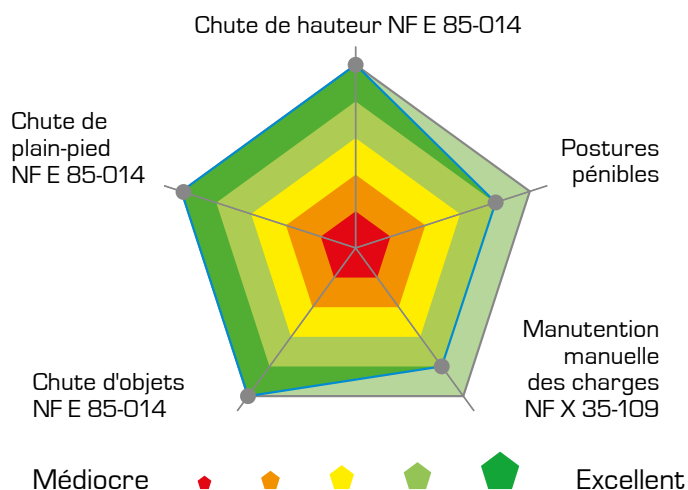 Chute de hauteur NF E 85-014
Chute de
plain-pied
NF E 85-014
Postures
pénibles
Manutention
manuelle
des charges
NF X 35-109
Chute d'objets
NF E 85-014
Médiocre
Excellent